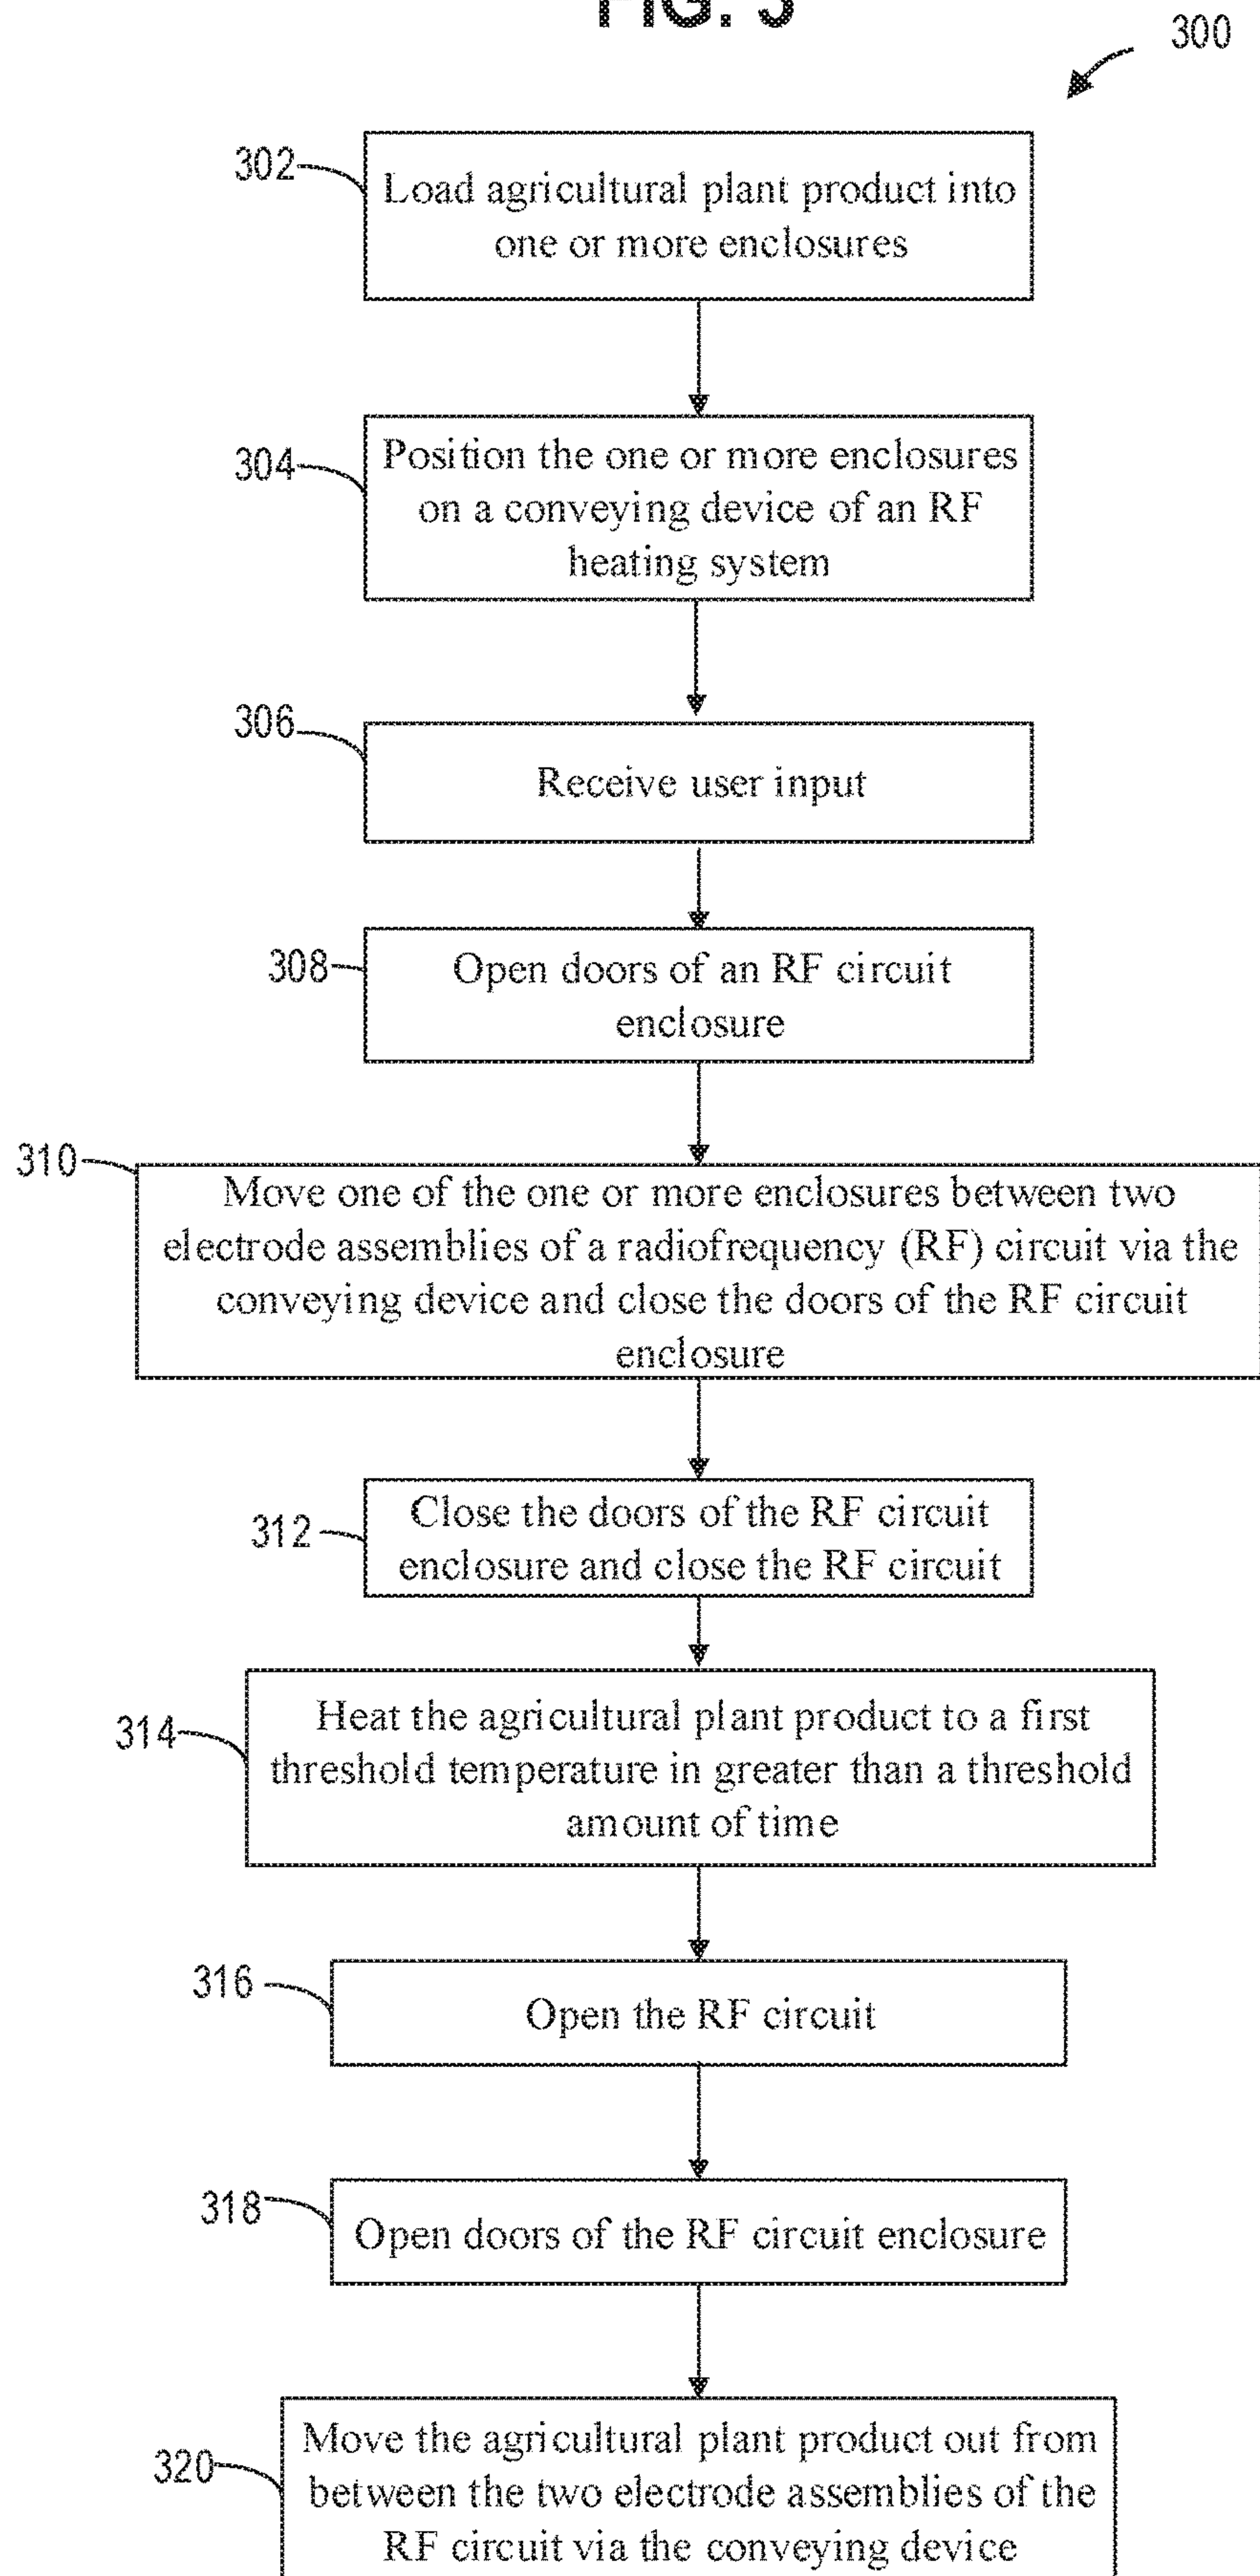 FIG. 3
300
302
Load agricultural plant product into
one or more enclosures
304
Position the one or more enclosures
on a conveying device of an RF
heating system
306
Receive user input
308
Open doors of an RF circuit
enclosure
310
Move one of the one or more enclosures between two
electrode assemblies of a radiofrequency (RF) circuit via the
conveying device and close the doors of the RF circuit
enclosure
312
Close the doors of the RF circuit
enclosure and close the RF circuit
314
Heat the agricultural plant product to a first
threshold temperature in greater than a threshold
amount of time
316
Open the RF circuit
318
Open doors of the RF circuit enclosure
320
Move the agricultural plant product out from
between the two electrode assemblies of the
RF circuit via the conveying device